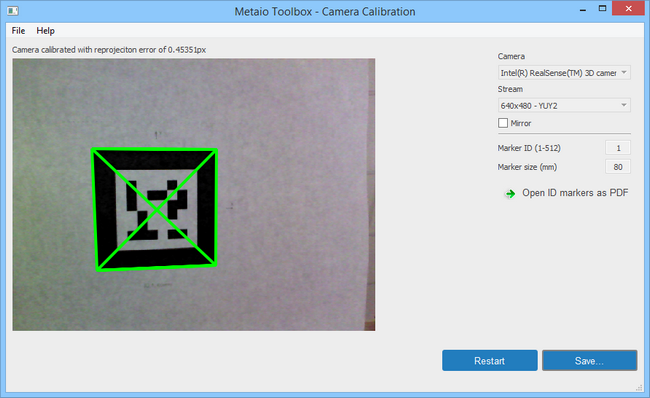 Metaio Toolbox - Camera Calibration
File Help
Camera calibrated with reprojeciton error of 0.45351px
Camera
Intel(R) RealSense(TM) 3D camer
Stream
640x480 - YUY2
Mirror
Marker ID (1-512) 1
Marker size (mm) 80
Open ID markers as PDF
Restart Save...